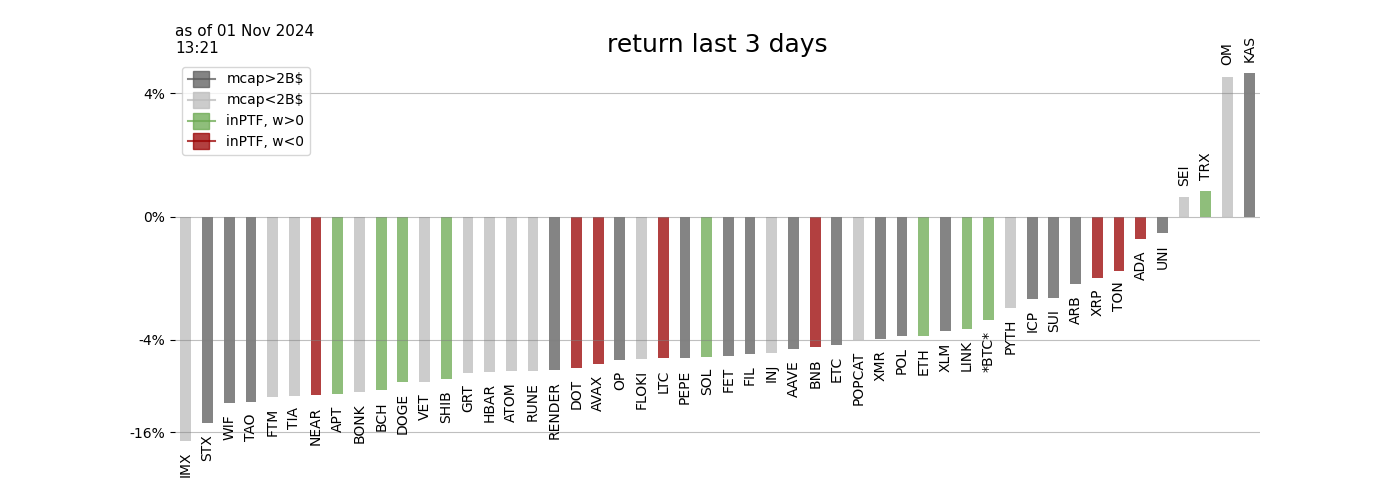 as of 01 Nov 2024
13:21
return last 3 days
mcap>2B$
mcap<2B$
inPTF, w>0
inPTF, w<0
4%
0%
-4%
-16%
IMX
STX
WIF
TAO
FTM
TIA
NEAR
APT
BONK
BCH
DOGE
VET
SHIB
GRT
HBAR
ATOM
RUNE
RENDER
DOT
AVAX
OP
FLOKI
LTC
PEPE
SOL
FET
FIL
INJ
AAVE
BNB
ETC
POPCAT
XMR
POL
ETH
XLM
LINK
*BTC*
PYTH
ICP
SUI
ARB
XRP
TON
ADA
UNI
SEI
TRX
OM
KAS